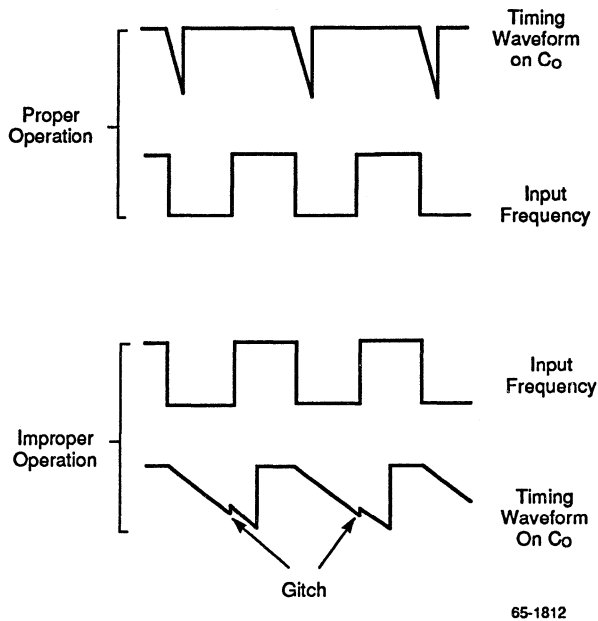 Timing
Waveform
on CO
Proper
Operation
Input
Frequency
Input
Frequency
Improper
Operation
Timing
Waveform
On CO
Gitch
65-1812